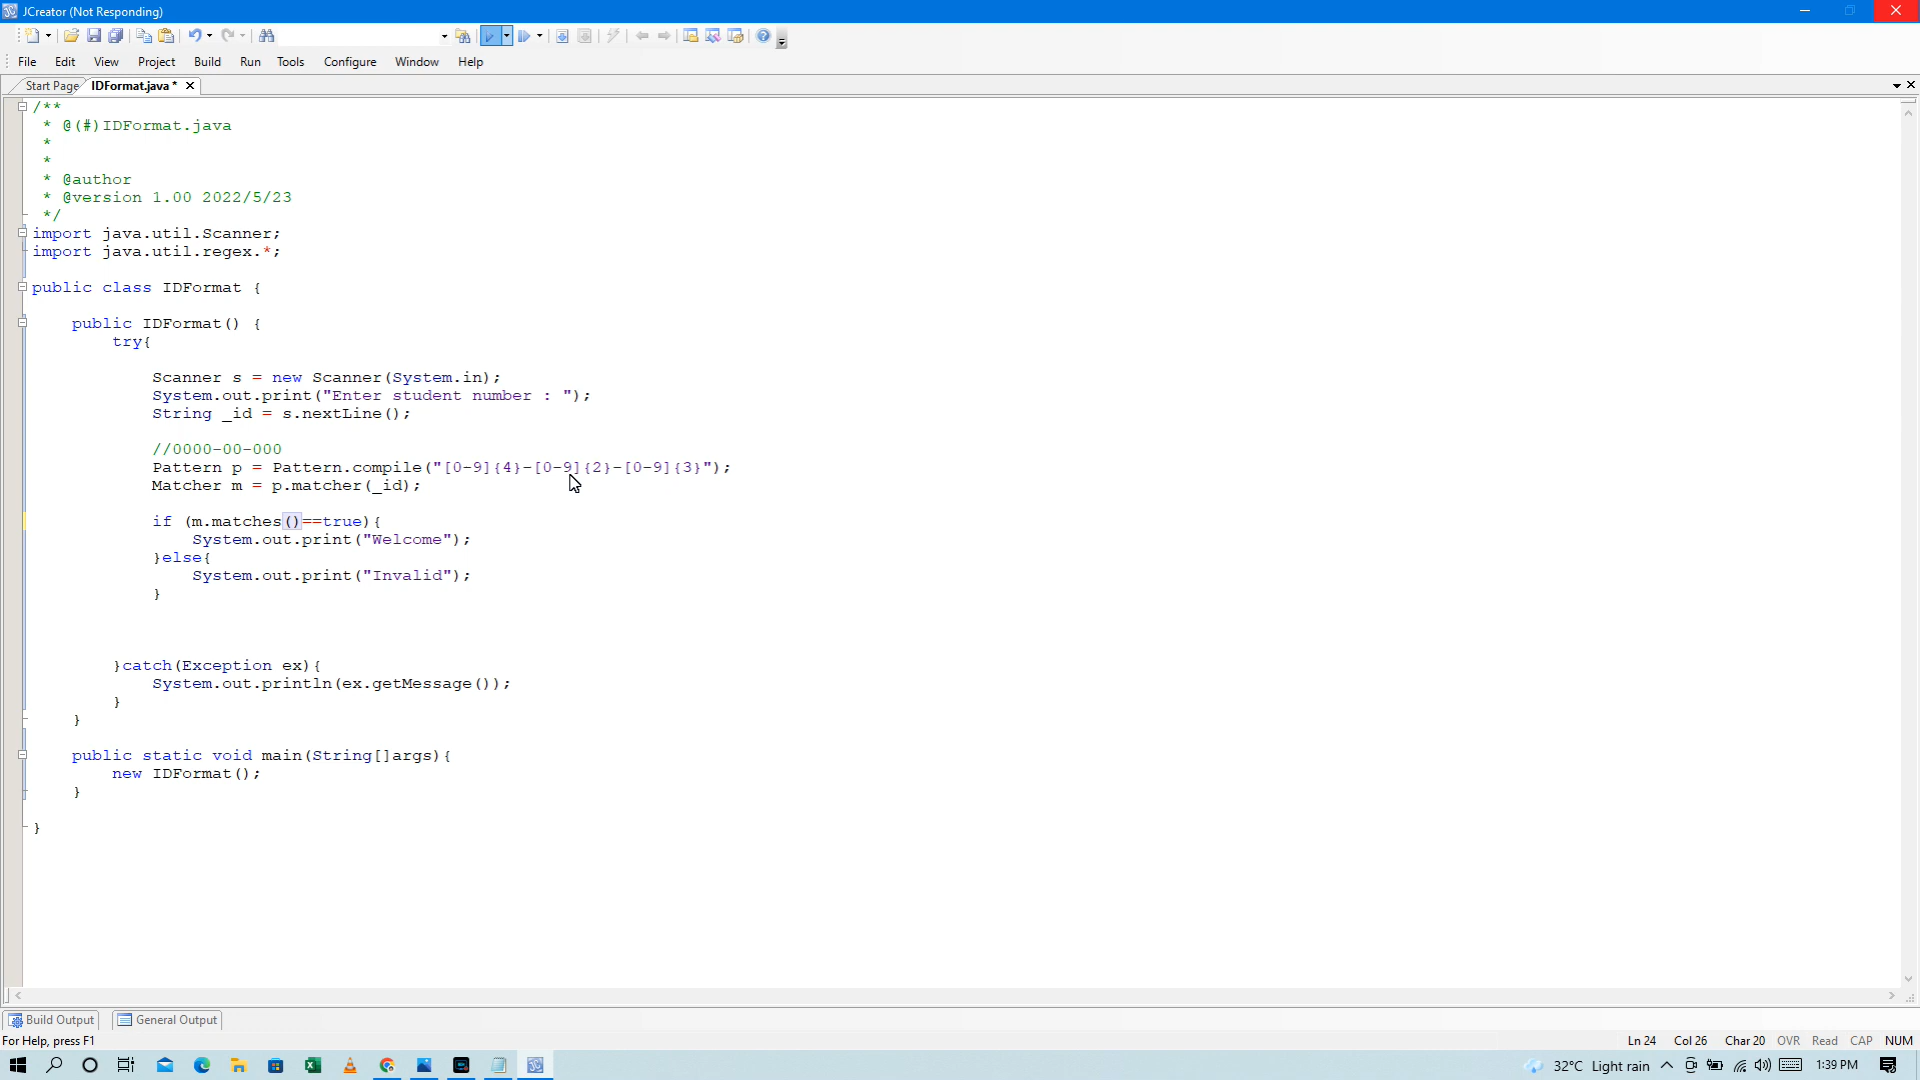 JCreator (Not Responding)
File Edit View Project Build Run Tools Configure Window Help
Start Page IDFormat.java *
/**
 * @(#)IDFormat.java
 *
 *
 * @author
 * @version 1.00 2022/5/23
 */
import java.util.Scanner;
import java.util.regex.*;
public class IDFormat {
public IDFormat() {
try{
Scanner s = new Scanner(System.in);
System.out.print("Enter student number : ");
String _id = s.nextLine();
//0000-00-000
Pattern p = Pattern.compile("[0-9]{4}-[0-9]{2}-[0-9]{3}");
Matcher m = p.matcher(_id);
if (m.matches()==true){
System.out.print("Welcome");
}else{
System.out.print("Invalid");
}
}catch(Exception ex){
System.out.println(ex.getMessage());
}
}
public static void main(String[]args){
new IDFormat();
}
}
Build Output General Output
For Help, press F1 Ln 24 Col 26 Char 20 OVR Read CAP NUM
32°C Light rain 1:39 PM